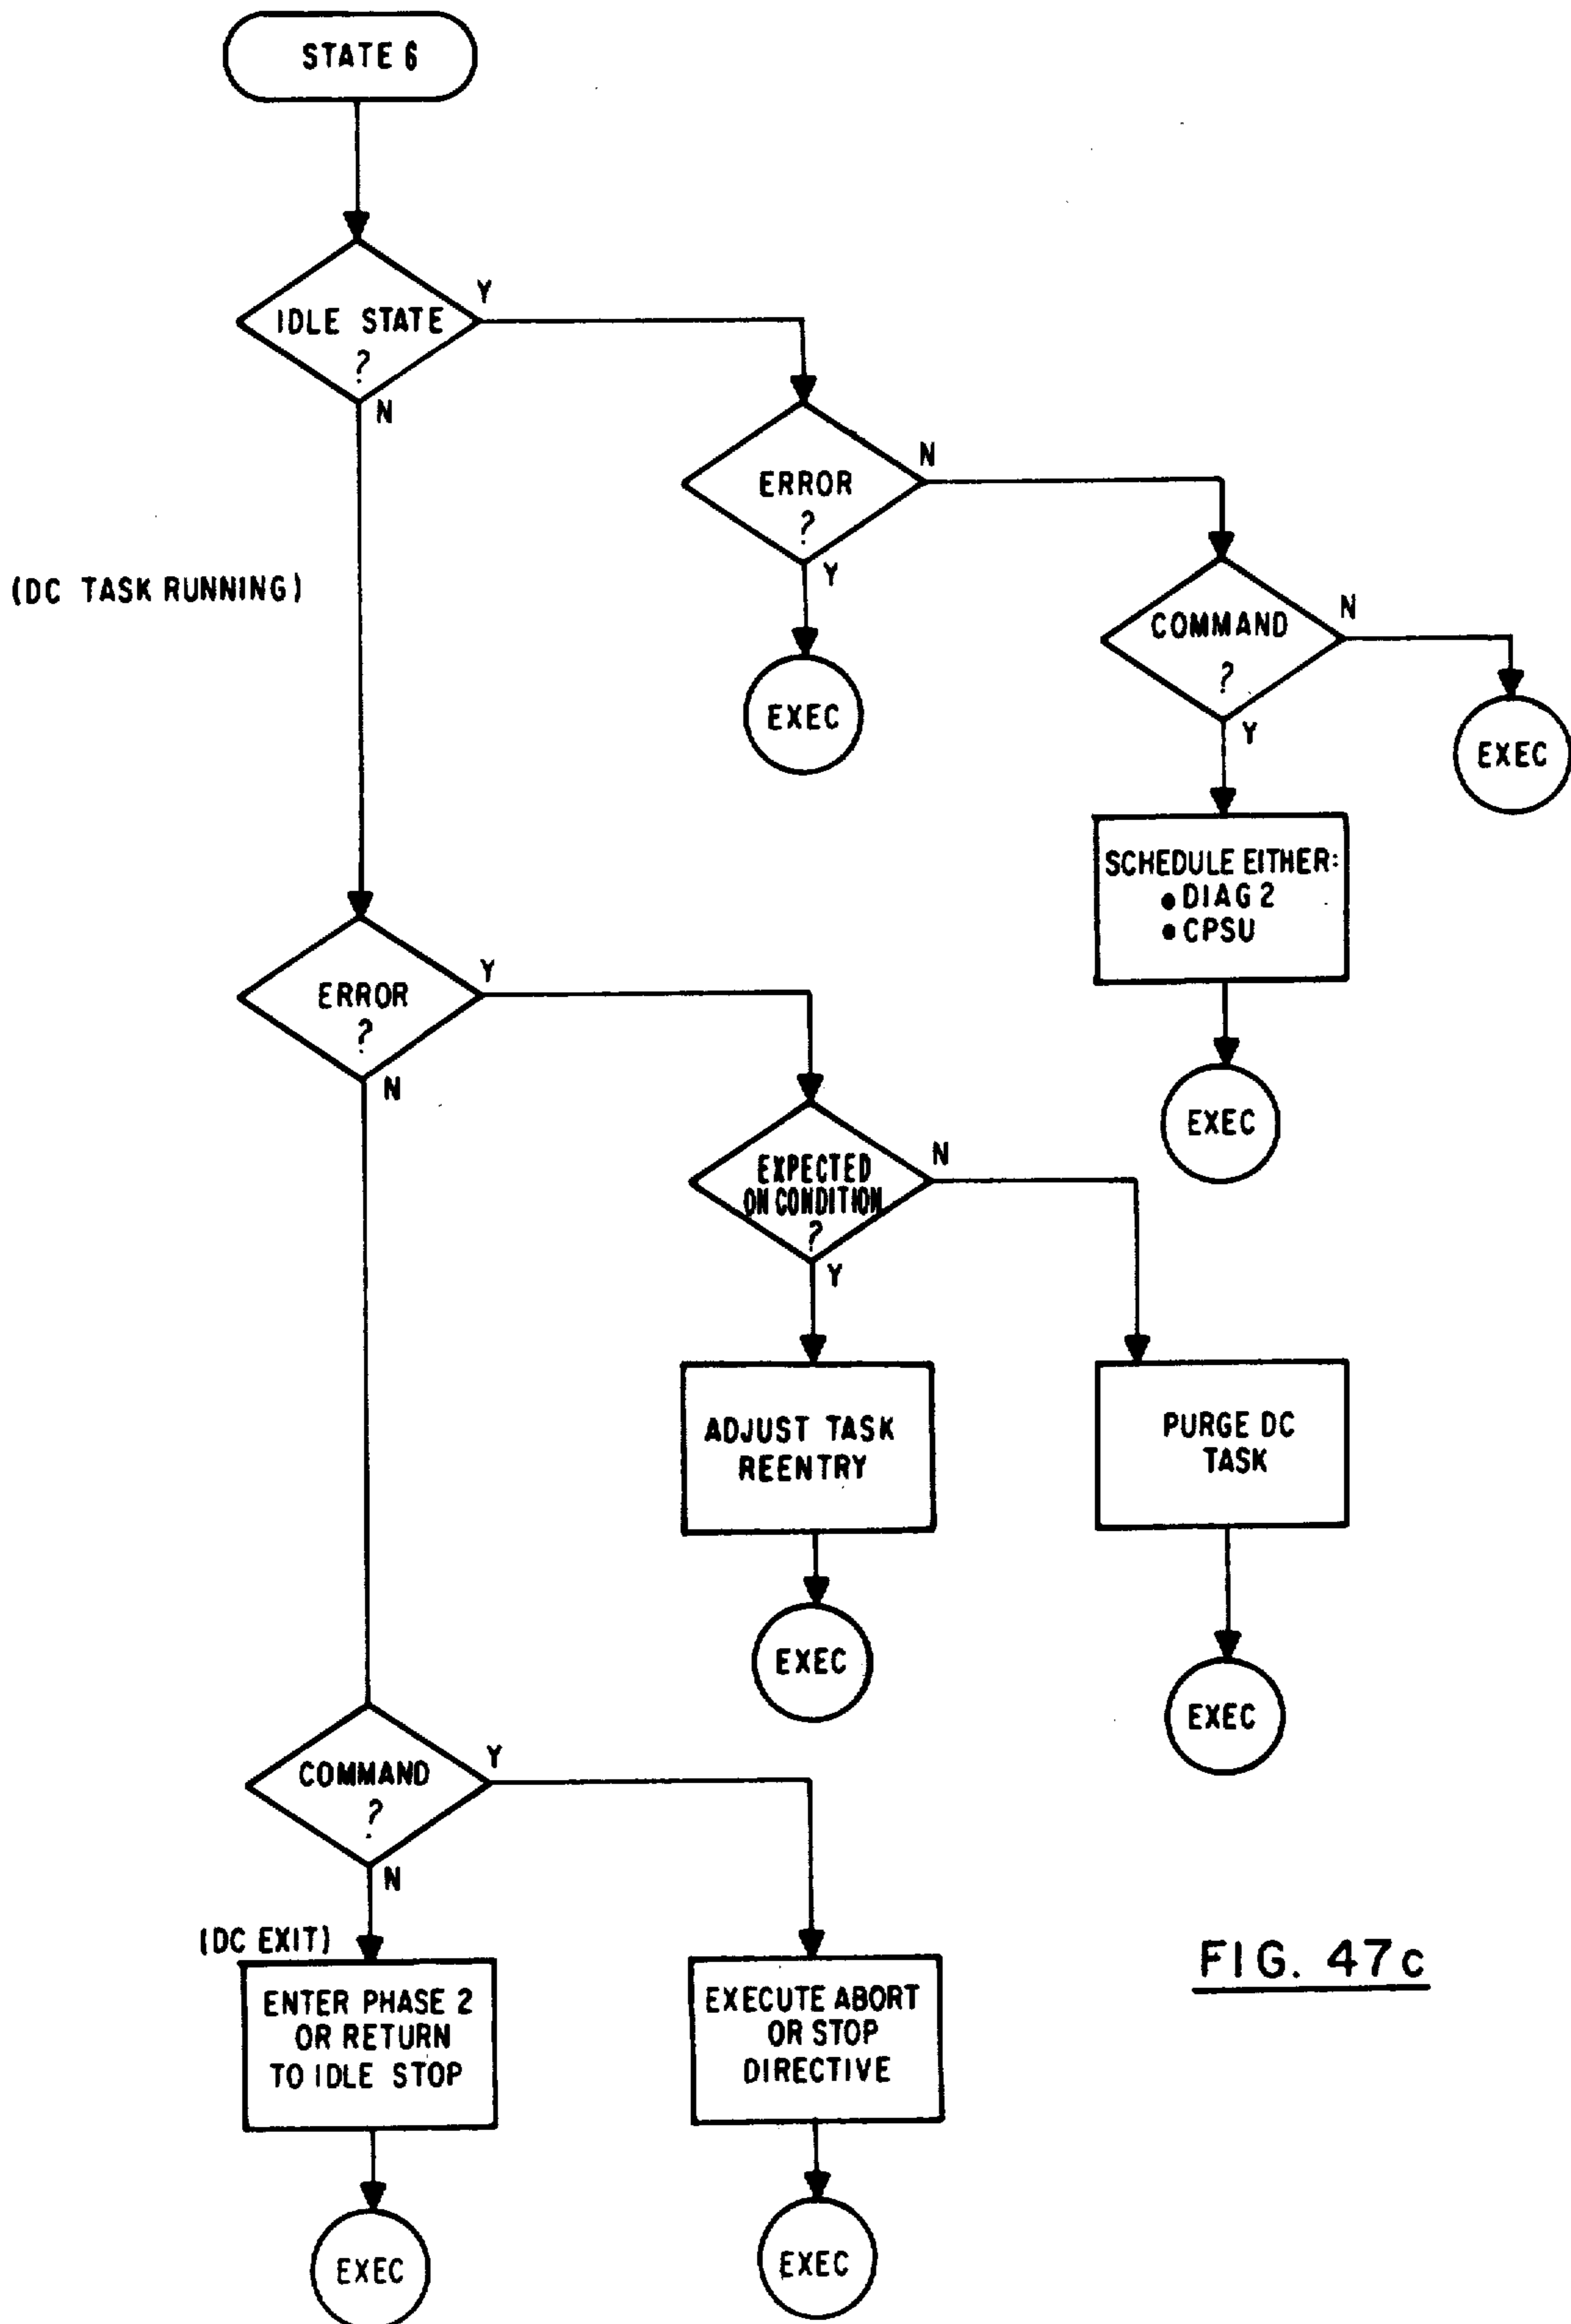 STATE 6
IDLE STATE
?
Y
N
ERROR
?
N
Y
(DC TASK RUNNING)
COMMAND
?
N
Y
EXEC
EXEC
SCHEDULE EITHER:
• DIAG 2
• CPSU
EXEC
ERROR
?
Y
N
EXPECTED
ON CONDITION
?
N
Y
ADJUST TASK
REENTRY
PURGE DC
TASK
EXEC
EXEC
COMMAND
?
Y
N
(DC EXIT)
ENTER PHASE 2
OR RETURN
TO IDLE STOP
EXECUTE ABORT
OR STOP
DIRECTIVE
EXEC
EXEC
FIG. 47c